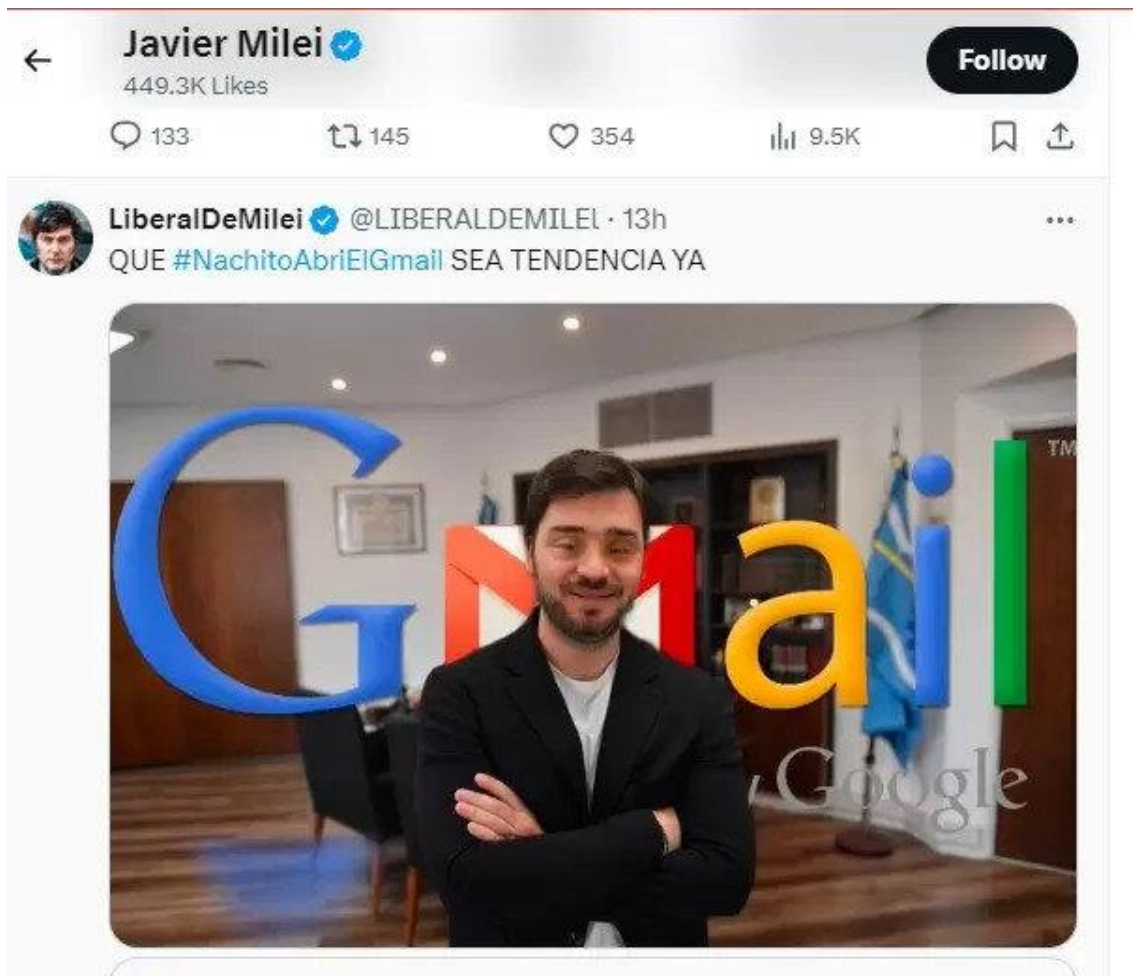 Javier Milei
449.3K Likes
Follow
133 145 354 9.5K
LiberalDeMilei @LIBERALDEMILEl · 13h
QUE #NachitoAbriElGmail SEA TENDENCIA YA
Gmail TM
y Google